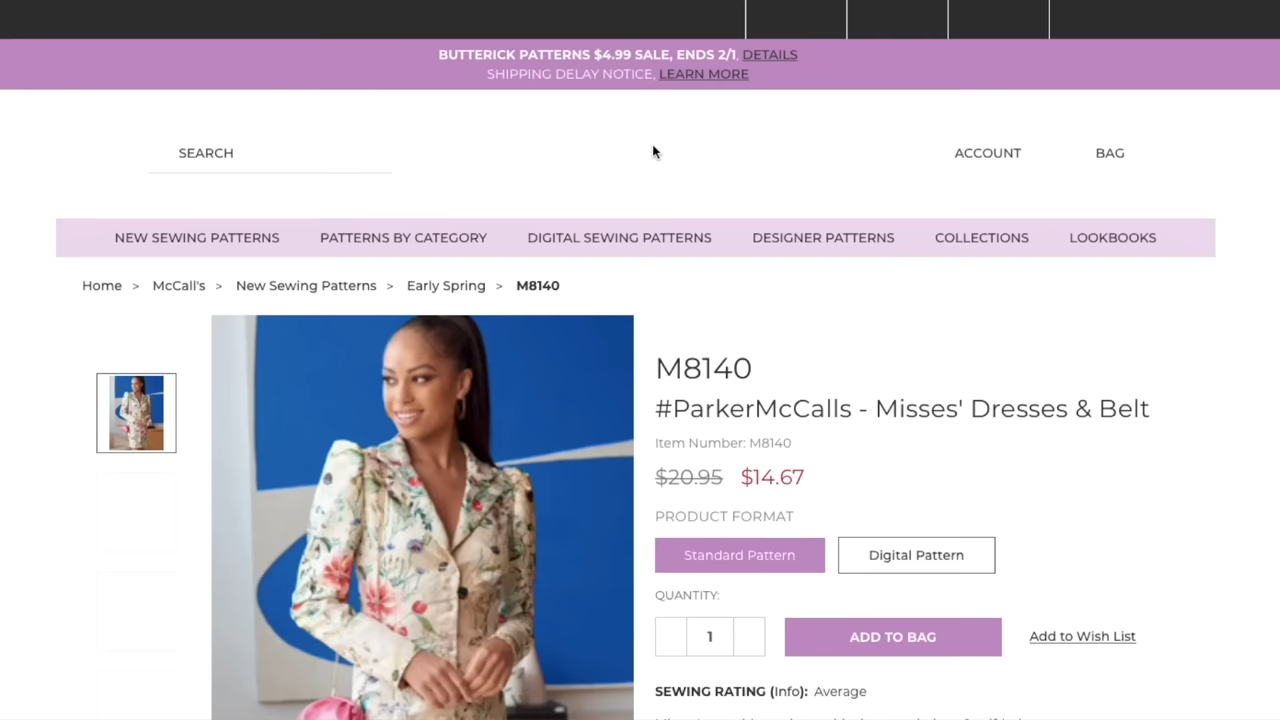 BUTTERICK PATTERNS $4.99 SALE, ENDS 2/1, DETAILS
SHIPPING DELAY NOTICE, LEARN MORE
SEARCH
ACCOUNT
BAG
NEW SEWING PATTERNS
PATTERNS BY CATEGORY
DIGITAL SEWING PATTERNS
DESIGNER PATTERNS
COLLECTIONS
LOOKBOOKS
Home > McCall's > New Sewing Patterns > Early Spring > M8140
M8140
#ParkerMcCalls - Misses' Dresses & Belt
Item Number: M8140
$20.95 $14.67
PRODUCT FORMAT
Standard Pattern
Digital Pattern
QUANTITY:
1
ADD TO BAG
Add to Wish List
SEWING RATING (Info): Average